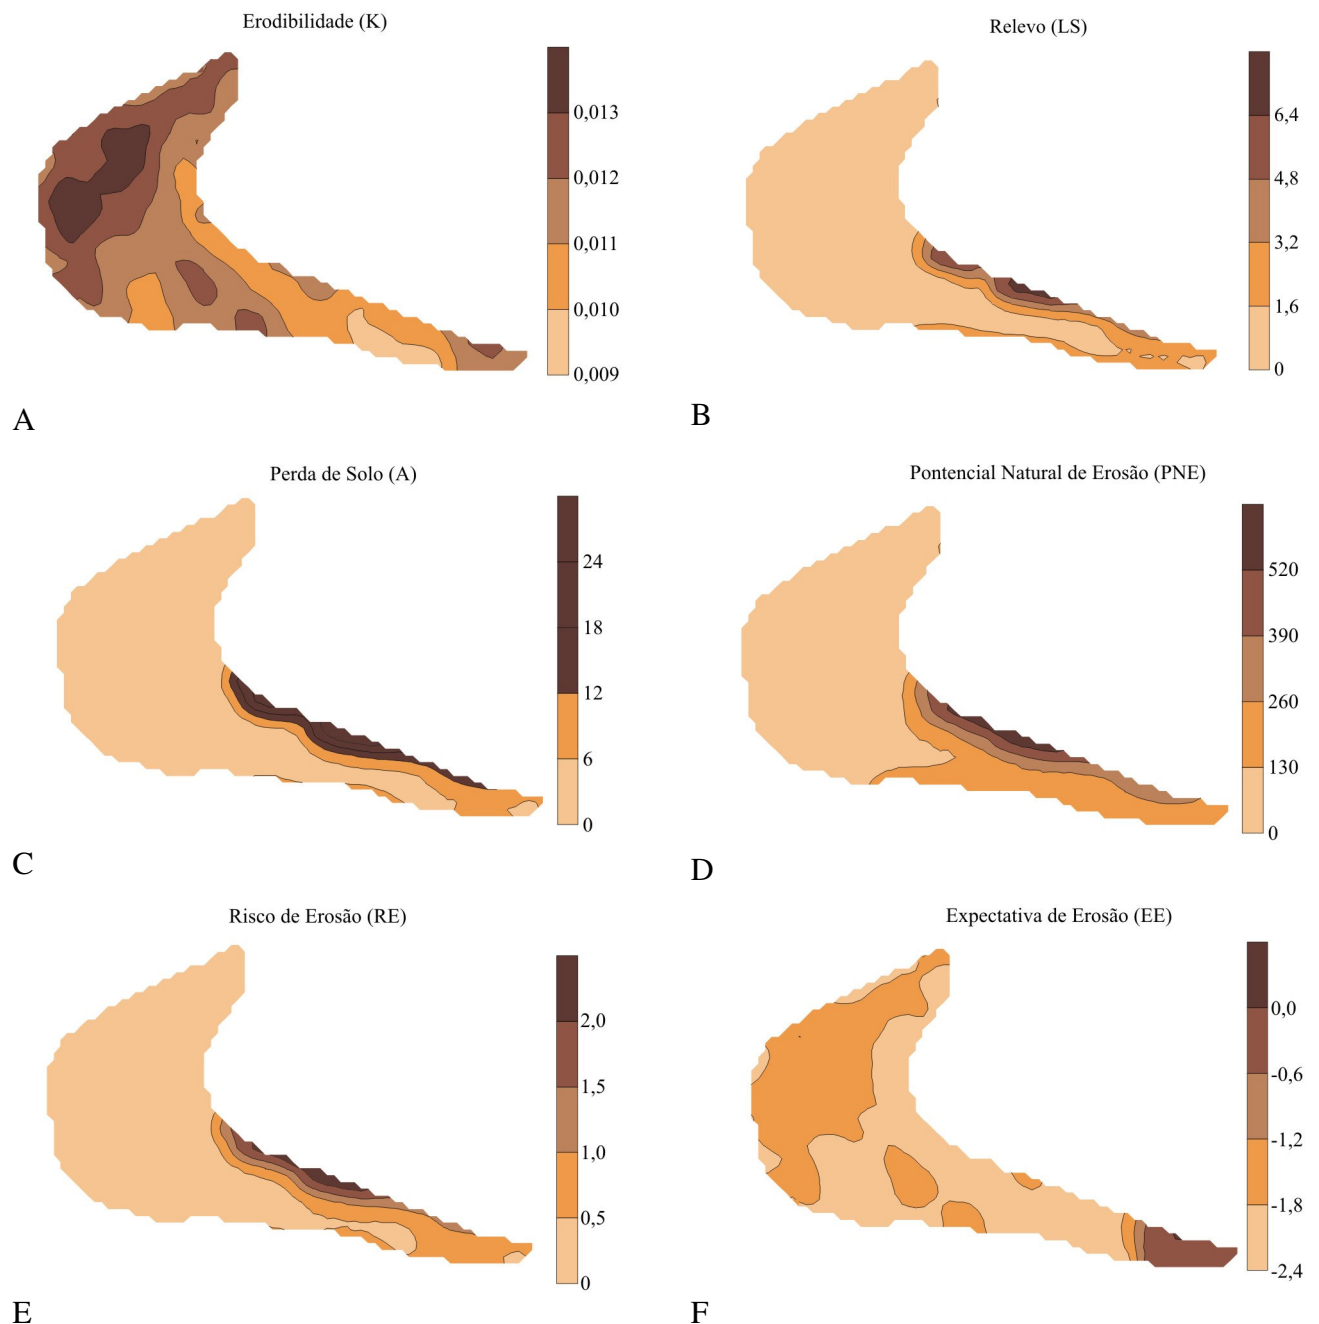 Erodibilidade (K)
0,013
0,012
0,011
0,010
0,009
A
Relevo (LS)
6,4
4,8
3,2
1,6
0
B
Perda de Solo (A)
24
18
12
6
0
C
Pontencial Natural de Erosão (PNE)
520
390
260
130
0
D
Risco de Erosão (RE)
2,0
1,5
1,0
0,5
0
E
Expectativa de Erosão (EE)
0,0
-0,6
-1,2
-1,8
-2,4
F